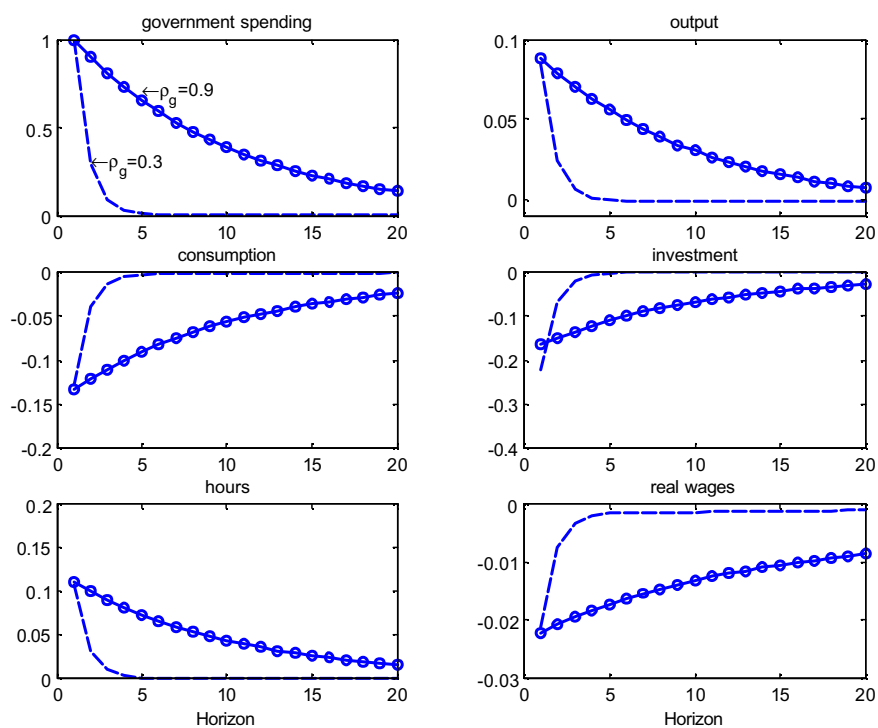 government spending
1
0.5
0
0 5 10 15 20
←ρg=0.9
←ρg=0.3
output
0.1
0.05
0
0 5 10 15 20
consumption
0
-0.05
-0.1
-0.15
-0.2
0 5 10 15 20
investment
0
-0.1
-0.2
-0.3
-0.4
0 5 10 15 20
hours
0.2
0.15
0.1
0.05
0
0 5 10 15 20
Horizon
real wages
0
-0.01
-0.02
-0.03
0 5 10 15 20
Horizon